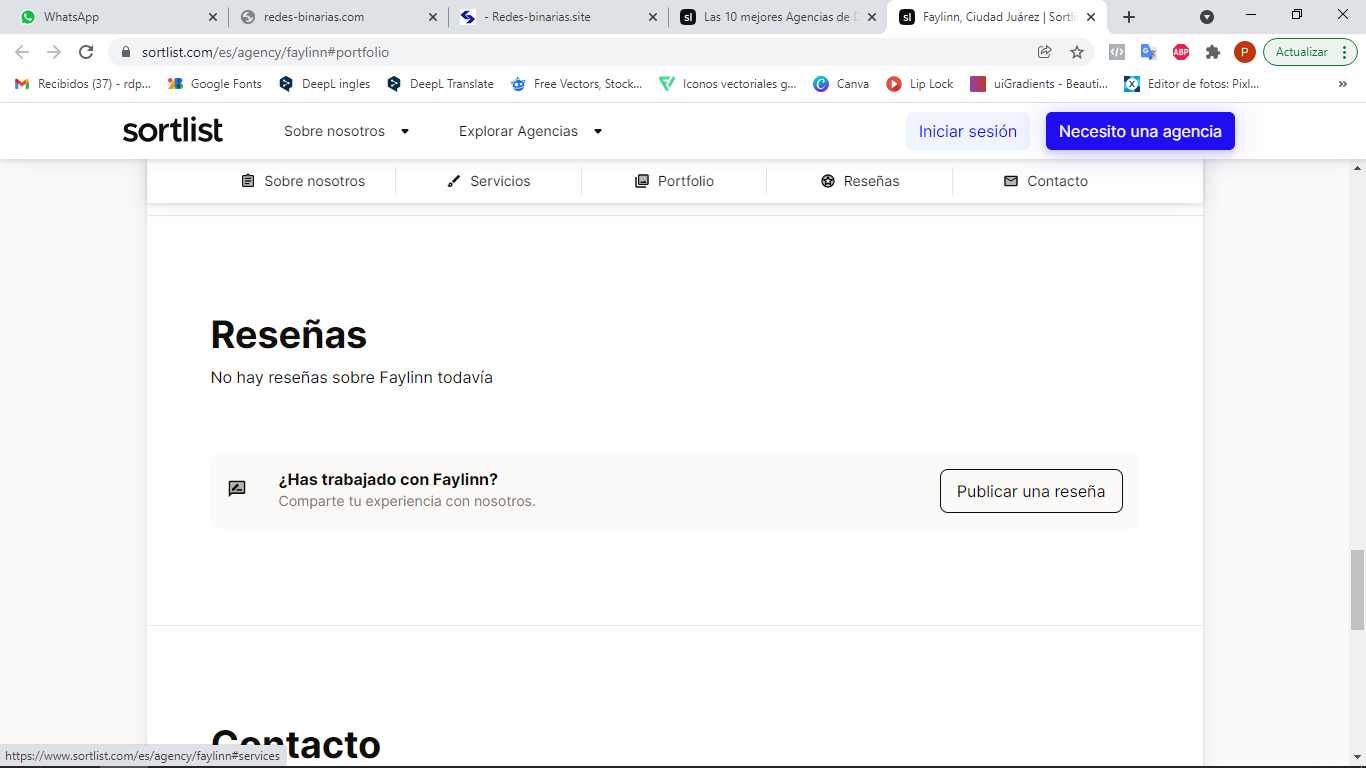 WhatsApp
redes-binarias.com
- Redes-binarias.site
Las 10 mejores Agencias de D
Faylinn, Ciudad Juárez | Sortli
sortlist.com/es/agency/faylinn#portfolio
P
Actualizar
Recibidos (37) - rdp...
Google Fonts
DeepL ingles
DeepL Translate
Free Vectors, Stock...
Iconos vectoriales g...
Canva
Lip Lock
uiGradients - Beauti...
Editor de fotos: Pixl...
»
sortlist
Sobre nosotros
Explorar Agencias
Iniciar sesión
Necesito una agencia
Sobre nosotros
Servicios
Portfolio
Reseñas
Contacto
Reseñas
No hay reseñas sobre Faylinn todavía
¿Has trabajado con Faylinn?
Comparte tu experiencia con nosotros.
Publicar una reseña
Contacto
https://www.sortlist.com/es/agency/faylinn#services